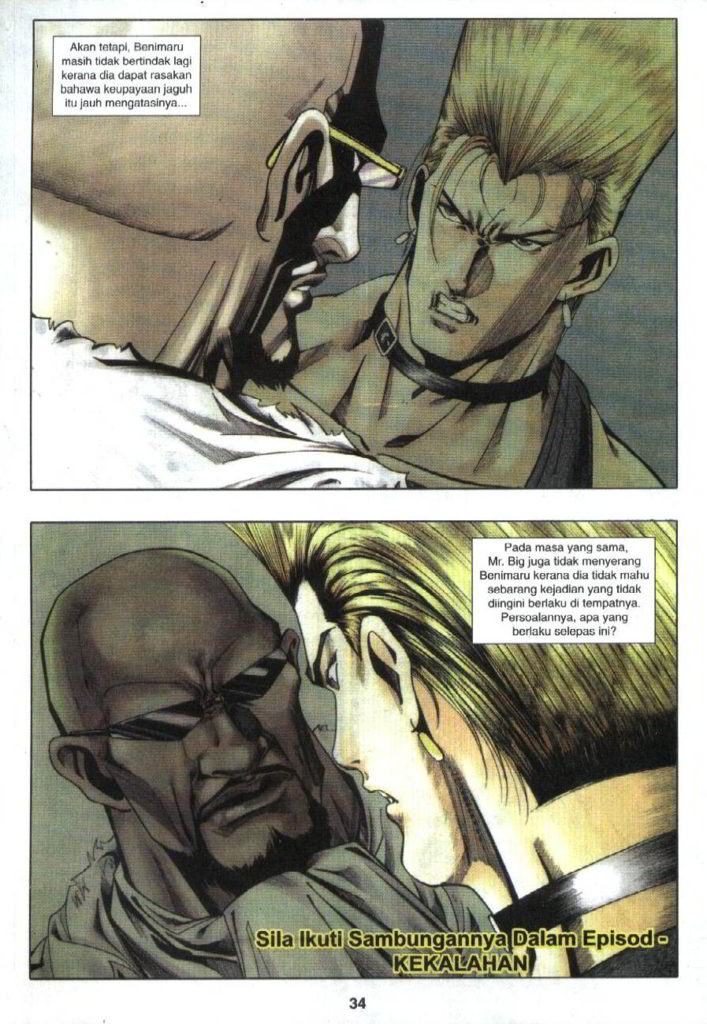 Akan tetapi, Benimaru
masih tidak bertindak lagi
kerana dia dapat rasakan
bahawa keupayaan jaguh
itu jauh mengatasinya...
Pada masa yang sama,
Mr. Big juga tidak menyerang
Benimaru kerana dia tidak mahu
sebarang kejadian yang tidak
diingini berlaku di tempatnya.
Persoalannya, apa yang
berlaku selepas ini?
Sila Ikuti Sambungannya Dalam Episod -
KEKALAHAN
34